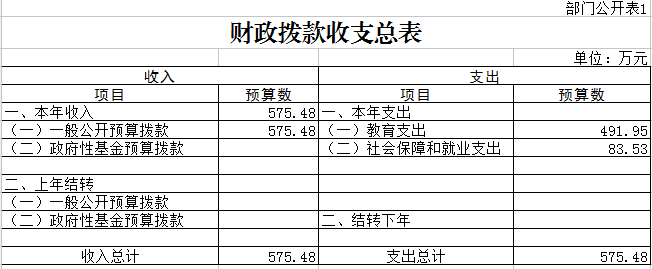 部门公开表1
财政拨款收支总表
单位：万元
收入 支出
项目 预算数 项目 预算数
一、本年收入 575.48 一、本年支出
（一）一般公开预算拨款 575.48 （一）教育支出 491.95
（二）政府性基金预算拨款 （二）社会保障和就业支出 83.53
二、上年结转
（一）一般公开预算拨款
（二）政府性基金预算拨款 二、结转下年
收入总计 575.48 支出总计 575.48